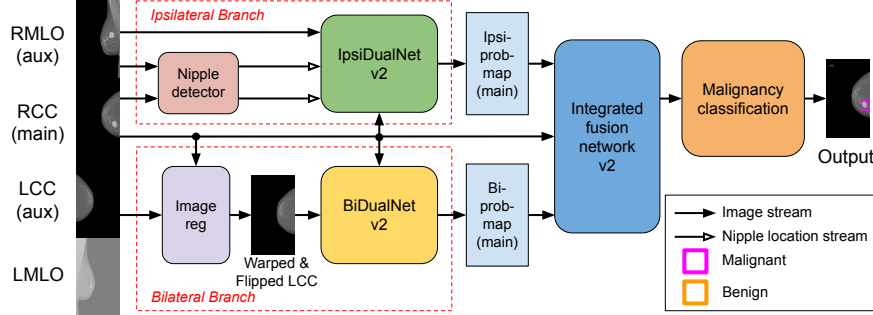 RMLO
(aux)
RCC
(main)
LCC
(aux)
LMLO
Ipsilateral Branch
Nipple
detector
IpsiDualNet
v2
Ipsi-
prob-
map
(main)
Image
reg
Warped &
Flipped LCC
BiDualNet
v2
Bilateral Branch
Bi-
prob-
map
(main)
Integrated
fusion
network
v2
Malignancy
classification
Output
Image stream
Nipple location stream
Malignant
Benign